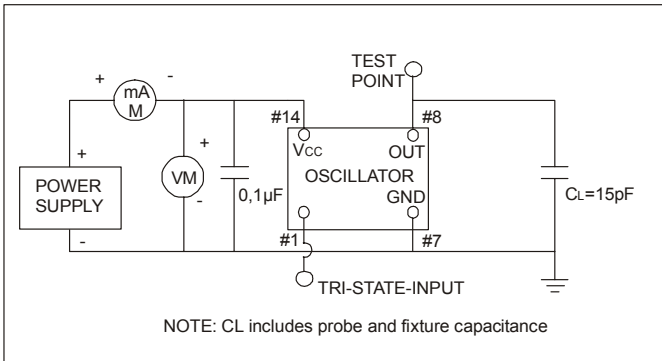 TEST
POINT
+
-
mA
M
#14
#8
+
VCC
OUT
+
VM
-
OSCILLATOR
POWER
SUPPLY
0,1µF
GND
CL=15pF
-
#1
#7
TRI-STATE-INPUT
NOTE: CL includes probe and fixture capacitance